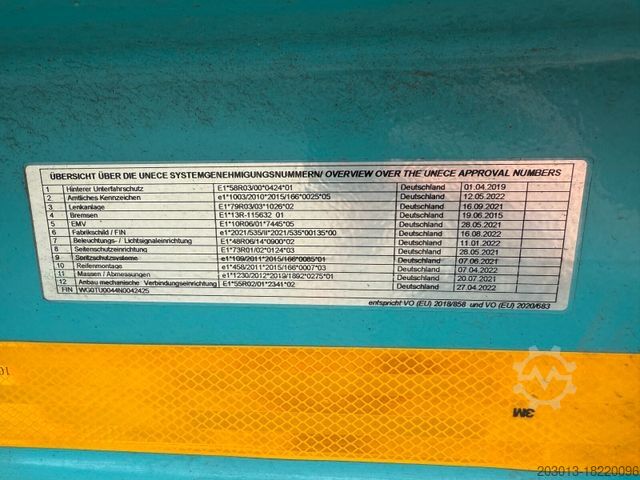 ÜBERSICHT ÜBER DIE UNECE SYSTEMGENEHMIGUNGSNUMMERN/ OVERVIEW OVER THE UNECE APPROVAL NUMBERS
1 Hinterer Unterfahrschutz E1*58R03/00*0424*01 Deutschland 01.04.2019
2 Amtliches Kennzeichen e1*1003/2010*2015/166*0025*05 Deutschland 12.05.2022
3 Lenkanlage E1*79R03/03*1026*02 Deutschland 16.09.2021
4 Bremsen E1*13R-115632 01 Deutschland 19.06.2015
5 EMV E1*10R06/01*7445*05 Deutschland 28.05.2021
6 Fabrikschild / FIN e1*2021/535/II*2021/535*00135*00 Deutschland 16.08.2022
7 Beleuchtungs- / Lichtsignaleinrichtung E1*48R06/14*0900*02 Deutschland 11.01.2022
8 Seitenschutzeinrichtung E1*73R01/02*0124*03 Deutschland 28.05.2021
9 Spritzschutzsysteme e1*109/2011*2015/166*0085*01 Deutschland 07.06.2021
10 Reifenmontage e1*458/2011*2015/166*0007*03 Deutschland 07.04.2022
11 Massen / Abmessungen e1*1230/2012*2019/1892*0275*01 Deutschland 20.07.2021
12 Anbau mechanische Verbindungseinrichtung E1*55R02/01*2341*02 Deutschland 27.04.2022
FIN WG0TU0044N0042425
entspricht VO (EU) 2018/858 und VO (EU) 2020/683
3M
203013-18220096